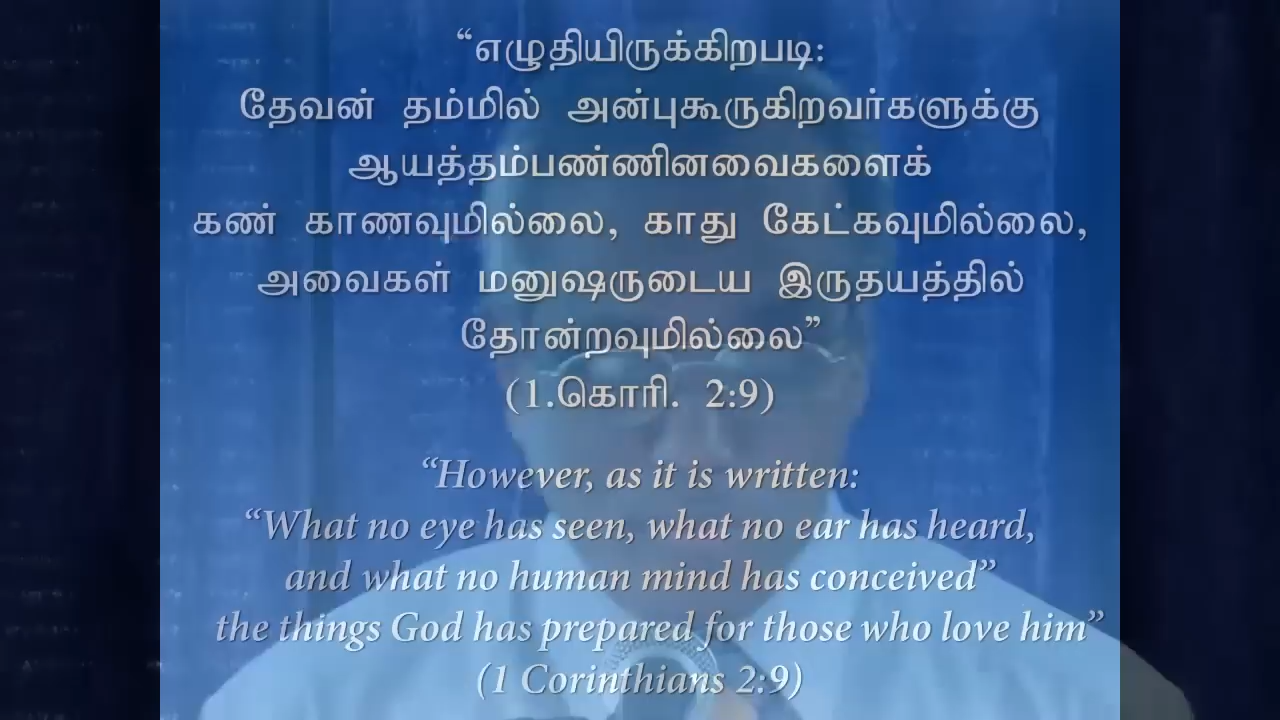 “எழுதியிருக்கிறபடி:
தேவன் தம்மில் அன்புகூருகிறவர்களுக்கு
ஆயத்தம்பண்ணினவைகளைக்
கண் காணவுமில்லை, காது கேட்கவுமில்லை,
அவைகள் மனுஷருடைய இருதயத்தில்
தோன்றவுமில்லை”
(1.கொரி. 2:9)
“However, as it is written:
“What no eye has seen, what no ear has heard,
and what no human mind has conceived”
the things God has prepared for those who love him”
(1 Corinthians 2:9)